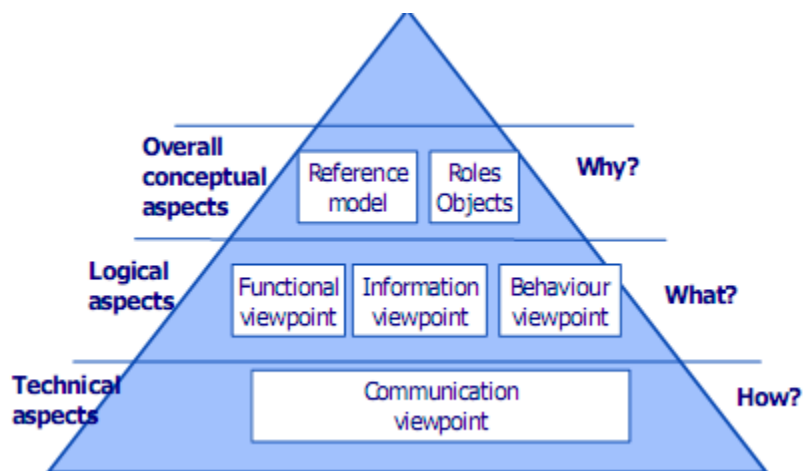 Overall
conceptual
aspects
Reference
model
Roles
Objects
Why?
Logical
aspects
Functional
viewpoint
Information
viewpoint
Behaviour
viewpoint
What?
Technical
aspects
Communication
viewpoint
How?